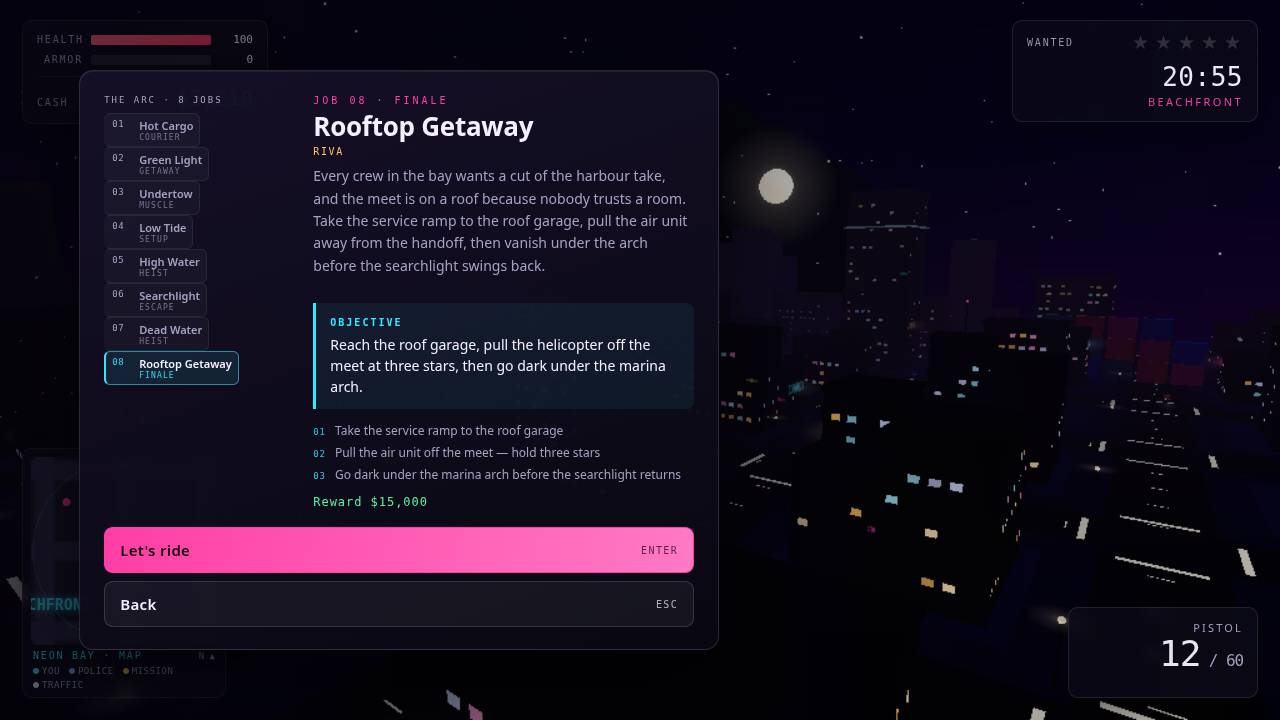 HEALTH 100
ARMOR 0
CASH
WANTED
20:55
BEACHFRONT
THE ARC · 8 JOBS
01 Hot Cargo
COURIER
02 Green Light
GETAWAY
03 Undertow
MUSCLE
04 Low Tide
SETUP
05 High Water
HEIST
06 Searchlight
ESCAPE
07 Dead Water
HEIST
08 Rooftop Getaway
FINALE
JOB 08 · FINALE
Rooftop Getaway
RIVA
Every crew in the bay wants a cut of the harbour take,
and the meet is on a roof because nobody trusts a room.
Take the service ramp to the roof garage, pull the air unit
away from the handoff, then vanish under the arch
before the searchlight swings back.
OBJECTIVE
Reach the roof garage, pull the helicopter off the
meet at three stars, then go dark under the marina
arch.
01 Take the service ramp to the roof garage
02 Pull the air unit off the meet — hold three stars
03 Go dark under the marina arch before the searchlight returns
Reward $15,000
Let's ride ENTER
Back ESC
CHFRON
NEON BAY · MAP N ▲
YOU POLICE MISSION
TRAFFIC
PISTOL
12 / 60